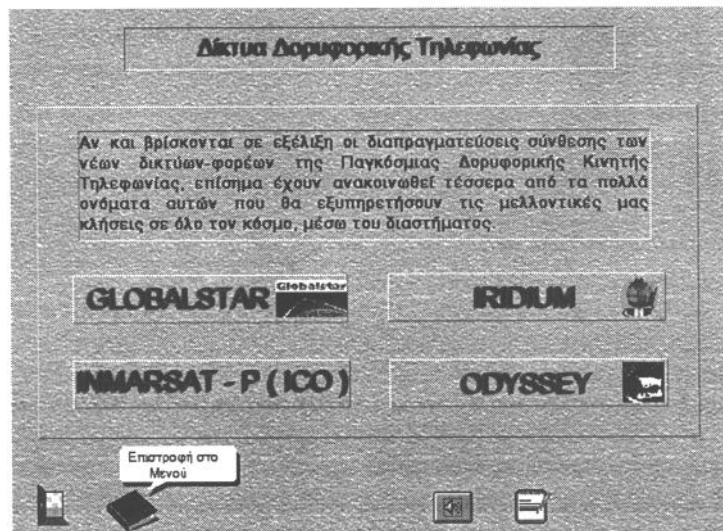 Δίκτυα Δορυφορικής Τηλεφωνίας
Αν και βρίσκονται σε εξέλιξη οι διαπραγματεύσεις σύνθεσης των
νέων δικτύων-φορέων της Παγκόσμιας Δορυφορικής Κινητής
Τηλεφωνίας, επίσημα έχουν ανακοινωθεί τέσσερα από τα πολλά
ονόματα αυτών που θα εξυπηρετήσουν τις μελλοντικές μας
κλήσεις σε όλο τον κόσμο, μέσω του διαστήματος.
GLOBALSTAR Globalstar
IRIDIUM
INMARSAT - P ( ICO )
ODYSSEY
Επιστροφή στο
Μενού